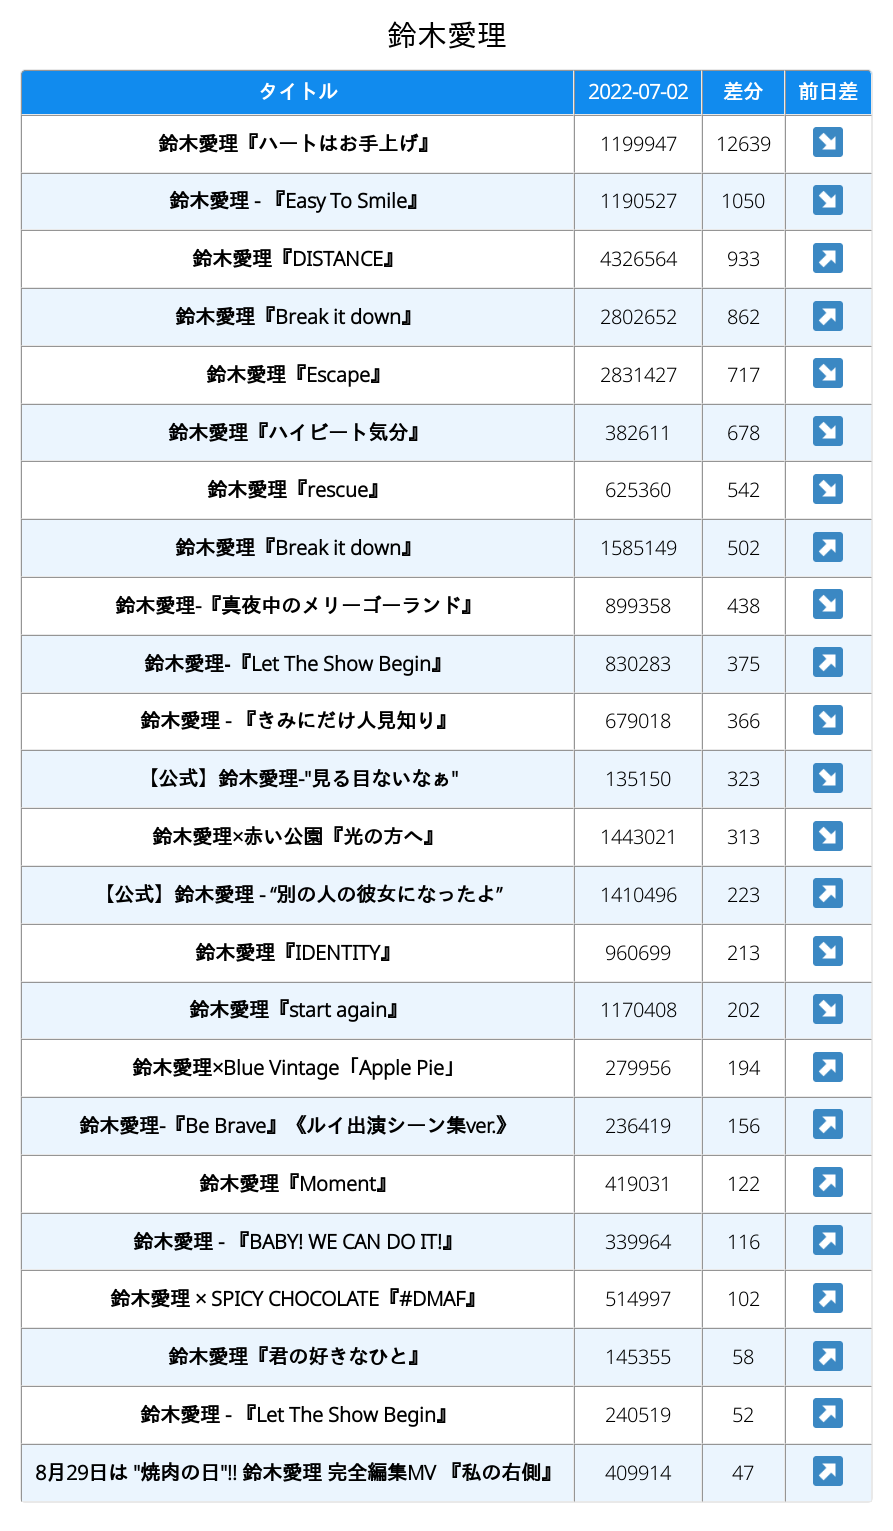 鈴木愛理
タイトル 2022-07-02 差分 前日差
鈴木愛理『ハートはお手上げ』 1199947 12639 ↘
鈴木愛理 - 『Easy To Smile』 1190527 1050 ↘
鈴木愛理『DISTANCE』 4326564 933 ↗
鈴木愛理『Break it down』 2802652 862 ↗
鈴木愛理『Escape』 2831427 717 ↘
鈴木愛理『ハイビート気分』 382611 678 ↘
鈴木愛理『rescue』 625360 542 ↘
鈴木愛理『Break it down』 1585149 502 ↗
鈴木愛理-『真夜中のメリーゴーランド』 899358 438 ↘
鈴木愛理-『Let The Show Begin』 830283 375 ↗
鈴木愛理 - 『きみにだけ人見知り』 679018 366 ↘
【公式】鈴木愛理-"見る目ないなぁ" 135150 323 ↘
鈴木愛理×赤い公園『光の方へ』 1443021 313 ↘
【公式】鈴木愛理 - “別の人の彼女になったよ” 1410496 223 ↗
鈴木愛理『IDENTITY』 960699 213 ↘
鈴木愛理『start again』 1170408 202 ↘
鈴木愛理×Blue Vintage「Apple Pie」 279956 194 ↗
鈴木愛理-『Be Brave』《ルイ出演シーン集ver.》 236419 156 ↗
鈴木愛理『Moment』 419031 122 ↗
鈴木愛理 - 『BABY! WE CAN DO IT!』 339964 116 ↗
鈴木愛理 × SPICY CHOCOLATE『#DMAF』 514997 102 ↗
鈴木愛理『君の好きなひと』 145355 58 ↗
鈴木愛理 - 『Let The Show Begin』 240519 52 ↗
8月29日は "焼肉の日"!! 鈴木愛理 完全編集MV 『私の右側』 409914 47 ↗